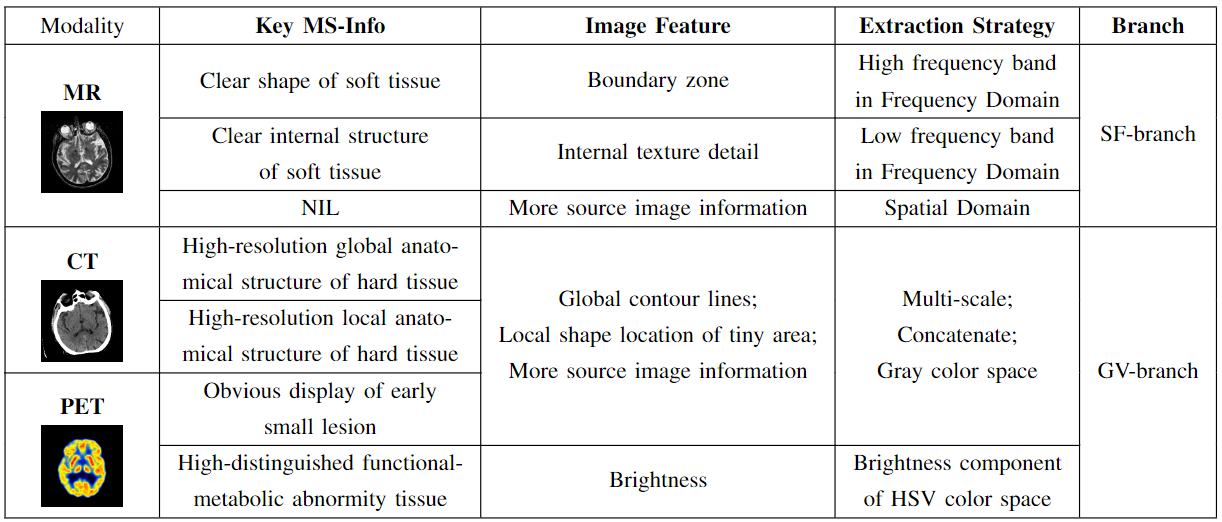 Modality
Key MS-Info
Image Feature
Extraction Strategy
Branch
MR
Clear shape of soft tissue
Boundary zone
High frequency band
in Frequency Domain
SF-branch
Clear internal structure
of soft tissue
Internal texture detail
Low frequency band
in Frequency Domain
NIL
More source image information
Spatial Domain
CT
High-resolution global anato-
mical structure of hard tissue
High-resolution local anato-
mical structure of hard tissue
Global contour lines;
Local shape location of tiny area;
More source image information
Multi-scale;
Concatenate;
Gray color space
GV-branch
PET
Obvious display of early
small lesion
High-distinguished functional-
metabolic abnormity tissue
Brightness
Brightness component
of HSV color space